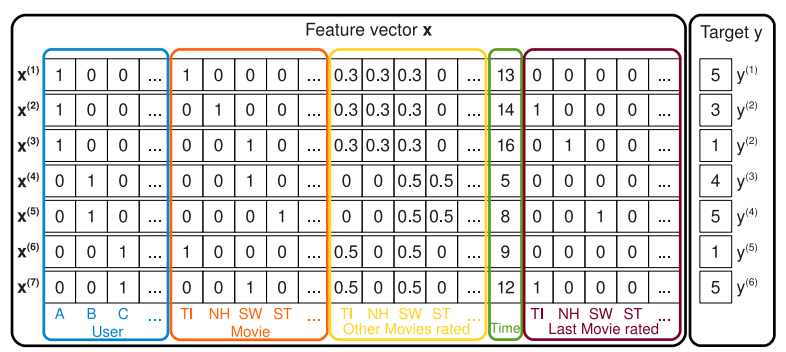 Feature vector x Target y
x(1) 1 0 0 ... 1 0 0 0 ... 0.3 0.3 0.3 0 ... 13 0 0 0 0 ... 5 y(1)
x(2) 1 0 0 ... 0 1 0 0 ... 0.3 0.3 0.3 0 ... 14 1 0 0 0 ... 3 y(2)
x(3) 1 0 0 ... 0 0 1 0 ... 0.3 0.3 0.3 0 ... 16 0 1 0 0 ... 1 y(2)
x(4) 0 1 0 ... 0 0 1 0 ... 0 0 0.5 0.5 ... 5 0 0 0 0 ... 4 y(3)
x(5) 0 1 0 ... 0 0 0 1 ... 0 0 0.5 0.5 ... 8 0 0 1 0 ... 5 y(4)
x(6) 0 0 1 ... 1 0 0 0 ... 0.5 0 0.5 0 ... 9 0 0 0 0 ... 1 y(5)
x(7) 0 0 1 ... 0 0 1 0 ... 0.5 0 0.5 0 ... 12 1 0 0 0 ... 5 y(6)
A B C ... TI NH SW ST ... TI NH SW ST ... Time TI NH SW ST ...
User Movie Other Movies rated Last Movie rated